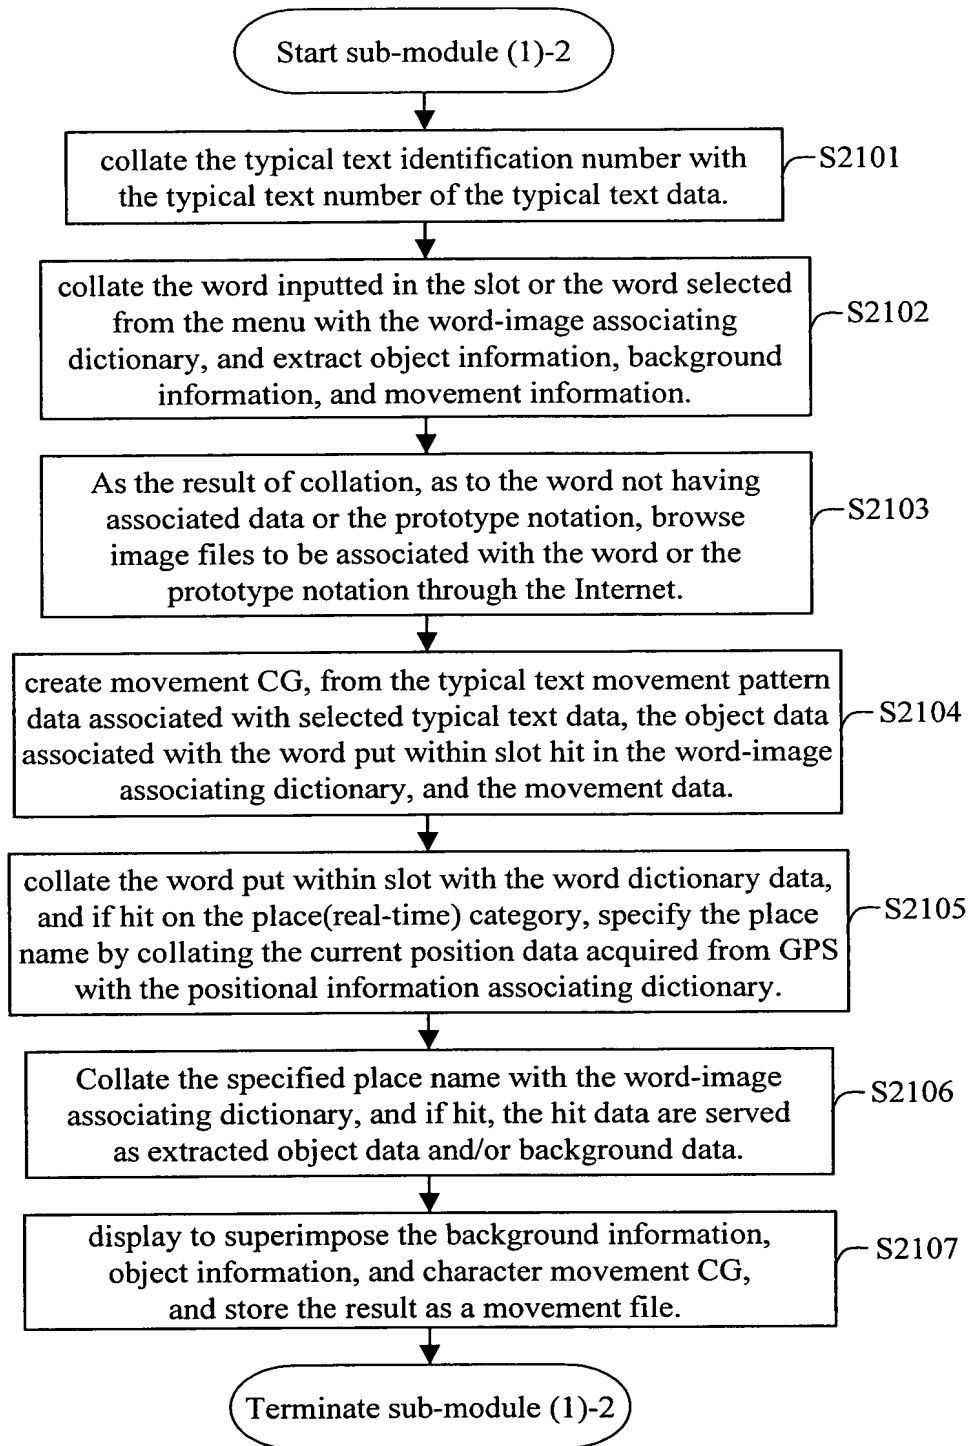 Start sub-module (1)-2
collate the typical text identification number with
the typical text number of the typical text data.
S2101
collate the word inputted in the slot or the word selected
from the menu with the word-image associating
dictionary, and extract object information, background
information, and movement information.
S2102
As the result of collation, as to the word not having
associated data or the prototype notation, browse
image files to be associated with the word or the
prototype notation through the Internet.
S2103
create movement CG, from the typical text movement pattern
data associated with selected typical text data, the object data
associated with the word put within slot hit in the word-image
associating dictionary, and the movement data.
S2104
collate the word put within slot with the word dictionary data,
and if hit on the place(real-time) category, specify the place
name by collating the current position data acquired from GPS
with the positional information associating dictionary.
S2105
Collate the specified place name with the word-image
associating dictionary, and if hit, the hit data are served
as extracted object data and/or background data.
S2106
display to superimpose the background information,
object information, and character movement CG,
and store the result as a movement file.
S2107
Terminate sub-module (1)-2